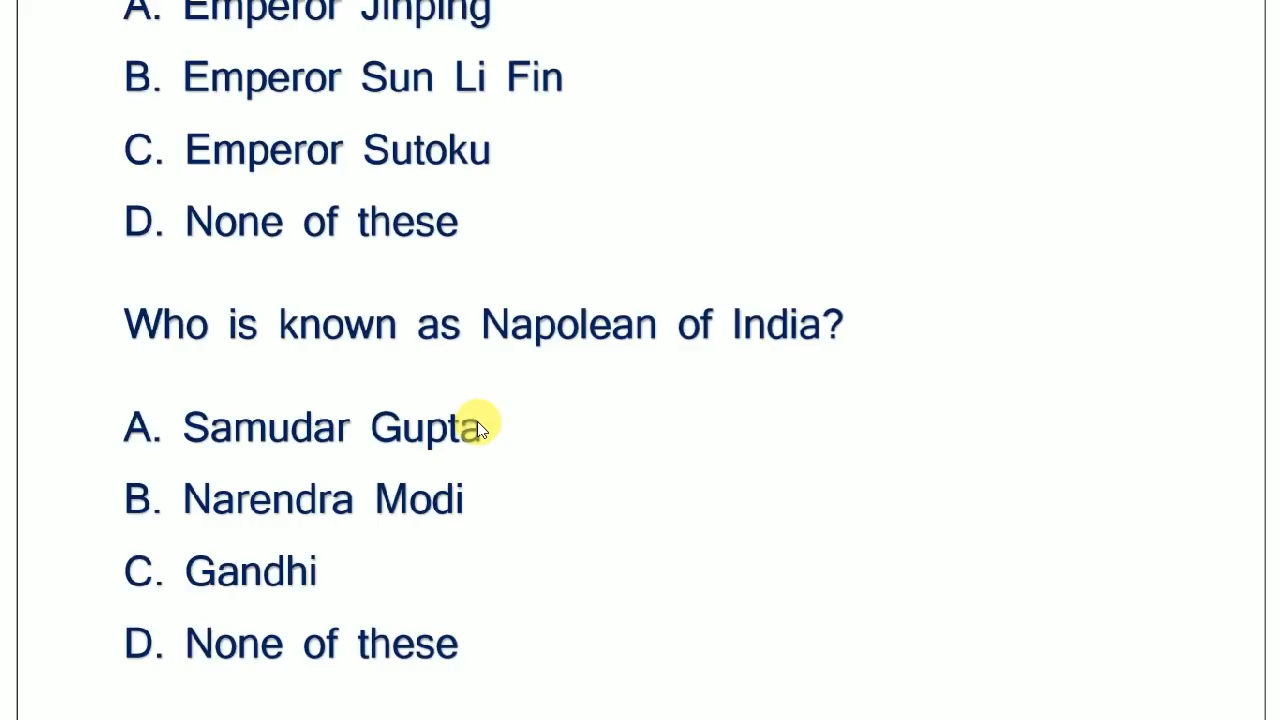 A. Emperor Jinping
B. Emperor Sun Li Fin
C. Emperor Sutoku
D. None of these
Who is known as Napolean of India?
A. Samudar Gupta
B. Narendra Modi
C. Gandhi
D. None of these